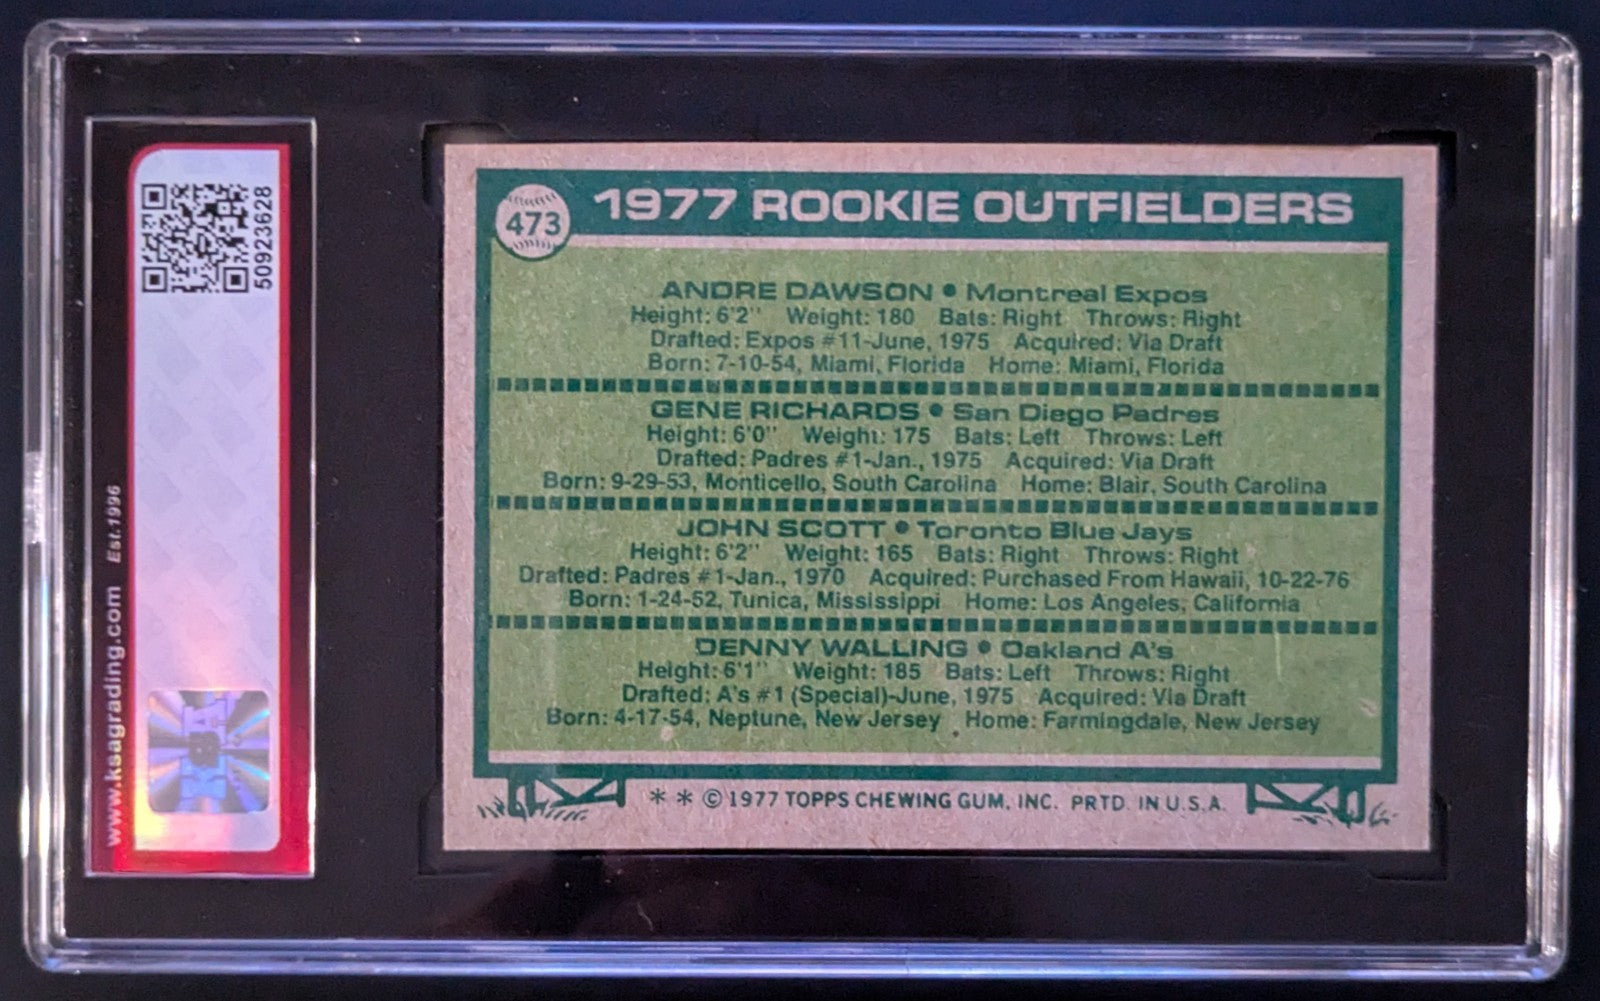 50923628
www.ksagrading.com Est.1996
KSA
473
1977 ROOKIE OUTFIELDERS
ANDRE DAWSON • Montreal Expos
Height: 6'2" Weight: 180 Bats: Right Throws: Right
Drafted: Expos #11-June, 1975 Acquired: Via Draft
Born: 7-10-54, Miami, Florida Home: Miami, Florida
GENE RICHARDS • San Diego Padres
Height: 6'0" Weight: 175 Bats: Left Throws: Left
Drafted: Padres #1-Jan., 1975 Acquired: Via Draft
Born: 9-29-53, Monticello, South Carolina Home: Blair, South Carolina
JOHN SCOTT • Toronto Blue Jays
Height: 6'2" Weight: 165 Bats: Right Throws: Right
Drafted: Padres #1-Jan., 1970 Acquired: Purchased From Hawaii, 10-22-76
Born: 1-24-52, Tunica, Mississippi Home: Los Angeles, California
DENNY WALLING • Oakland A's
Height: 6'1" Weight: 185 Bats: Left Throws: Right
Drafted: A's #1 (Special)-June, 1975 Acquired: Via Draft
Born: 4-17-54, Neptune, New Jersey Home: Farmingdale, New Jersey
* * © 1977 TOPPS CHEWING GUM, INC. PRTD. IN U.S.A.